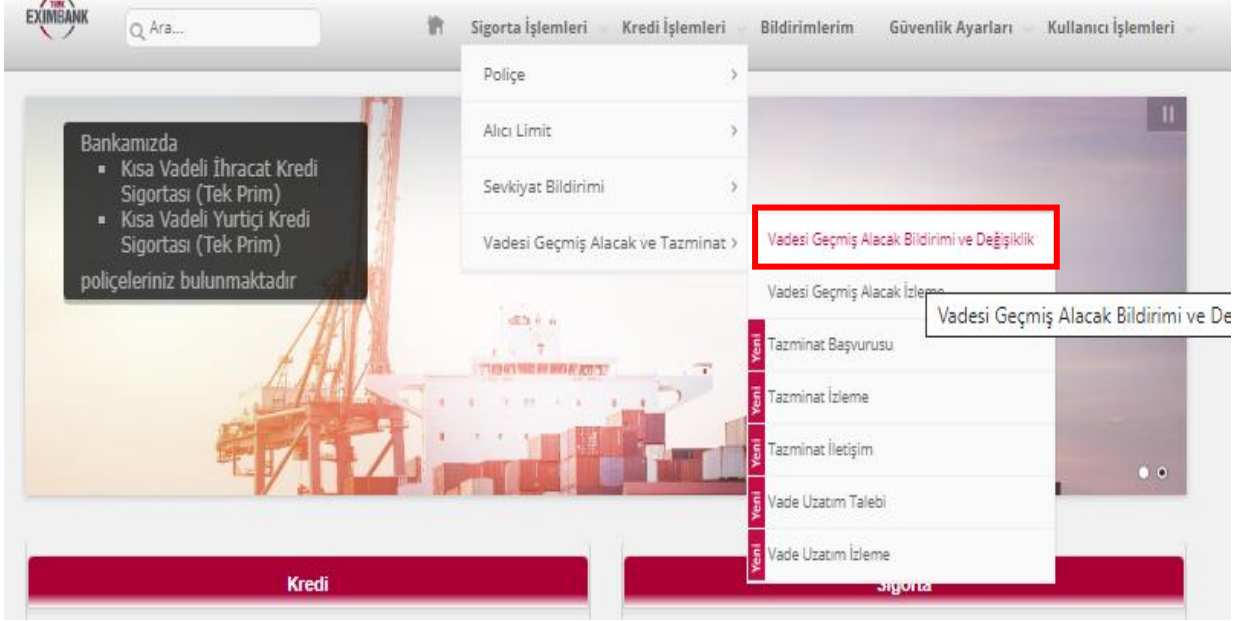 TÜRK
EXIMBANK
Ara...
Sigorta İşlemleri
Kredi İşlemleri
Bildirimlerim
Güvenlik Ayarları
Kullanıcı İşlemleri
Poliçe
Alıcı Limit
Sevkiyat Bildirimi
Vadesi Geçmiş Alacak ve Tazminat
Bankamızda
Kısa Vadeli İhracat Kredi
Sigortası (Tek Prim)
Kısa Vadeli Yurtiçi Kredi
Sigortası (Tek Prim)
poliçeleriniz bulunmaktadır
Vadesi Geçmiş Alacak Bildirimi ve Değişiklik
Vadesi Geçmiş Alacak İzleme
Vadesi Geçmiş Alacak Bildirimi ve De
Yeni Tazminat Başvurusu
Yeni Tazminat İzleme
Yeni Tazminat İletişim
Yeni Vade Uzatım Talebi
Yeni Vade Uzatım İzleme
Kredi
Sigorta